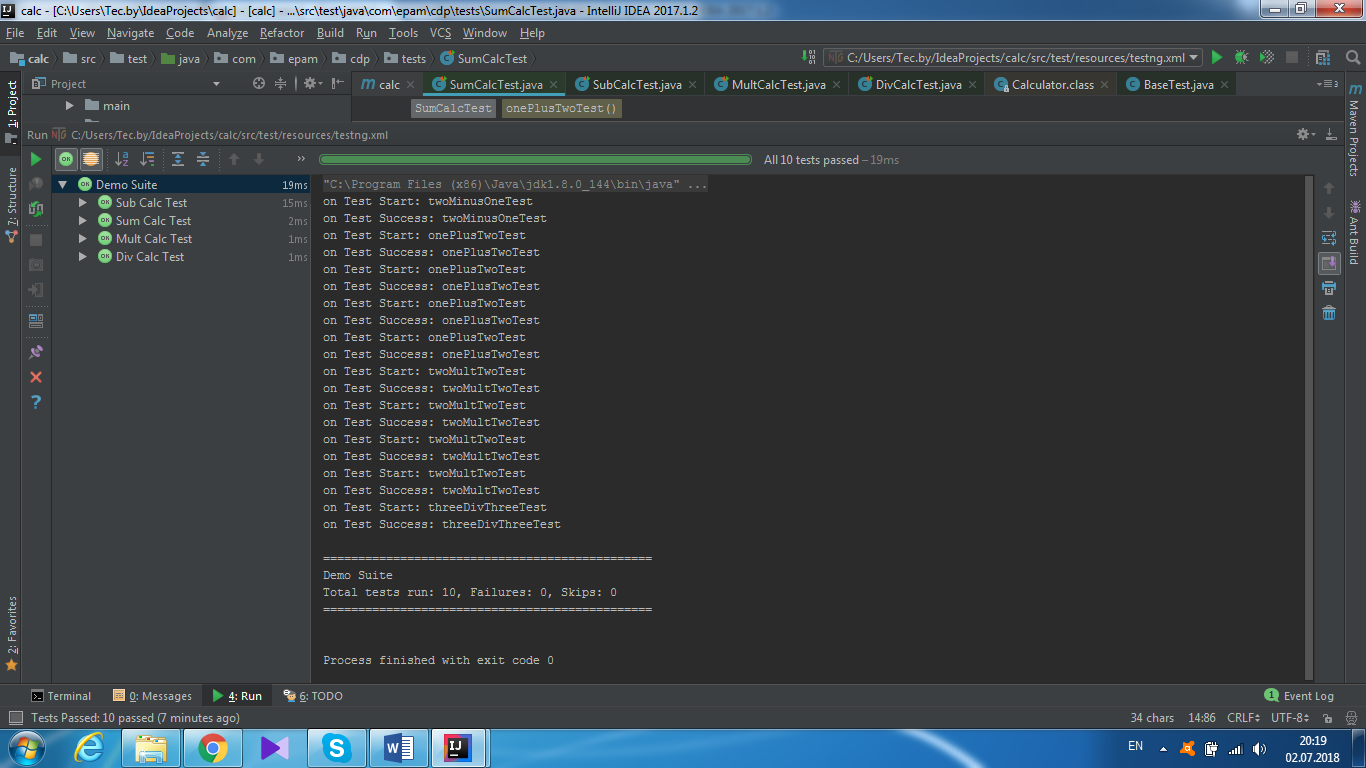 calc - [C:\Users\Tec.by\IdeaProjects\calc] - [calc] - ...\src\test\java\com\epam\cdp\tests\SumCalcTest.java - IntelliJ IDEA 2017.1.2
File Edit View Navigate Code Analyze Refactor Build Run Tools VCS Window Help
calc src test java com epam cdp tests SumCalcTest C:/Users/Tec.by/IdeaProjects/calc/src/test/resources/testng.xml
Project calc SumCalcTest.java SubCalcTest.java MultCalcTest.java DivCalcTest.java Calculator.class BaseTest.java
main SumCalcTest onePlusTwoTest()
Run C:/Users/Tec.by/IdeaProjects/calc/src/test/resources/testng.xml
All 10 tests passed – 19ms
Demo Suite 19ms
Sub Calc Test 15ms
Sum Calc Test 2ms
Mult Calc Test 1ms
Div Calc Test 1ms
"C:\Program Files (x86)\Java\jdk1.8.0_144\bin\java" ...
on Test Start: twoMinusOneTest
on Test Success: twoMinusOneTest
on Test Start: onePlusTwoTest
on Test Success: onePlusTwoTest
on Test Start: onePlusTwoTest
on Test Success: onePlusTwoTest
on Test Start: onePlusTwoTest
on Test Success: onePlusTwoTest
on Test Start: onePlusTwoTest
on Test Success: onePlusTwoTest
on Test Start: twoMultTwoTest
on Test Success: twoMultTwoTest
on Test Start: twoMultTwoTest
on Test Success: twoMultTwoTest
on Test Start: twoMultTwoTest
on Test Success: twoMultTwoTest
on Test Start: twoMultTwoTest
on Test Success: twoMultTwoTest
on Test Start: threeDivThreeTest
on Test Success: threeDivThreeTest
===============================================
Demo Suite
Total tests run: 10, Failures: 0, Skips: 0
===============================================
Process finished with exit code 0
1: Project
7: Structure
2: Favorites
Maven Projects
Ant Build
Terminal 0: Messages 4: Run 6: TODO 1 Event Log
Tests Passed: 10 passed (7 minutes ago) 34 chars 14:86 CRLF UTF-8
EN 20:19
02.07.2018